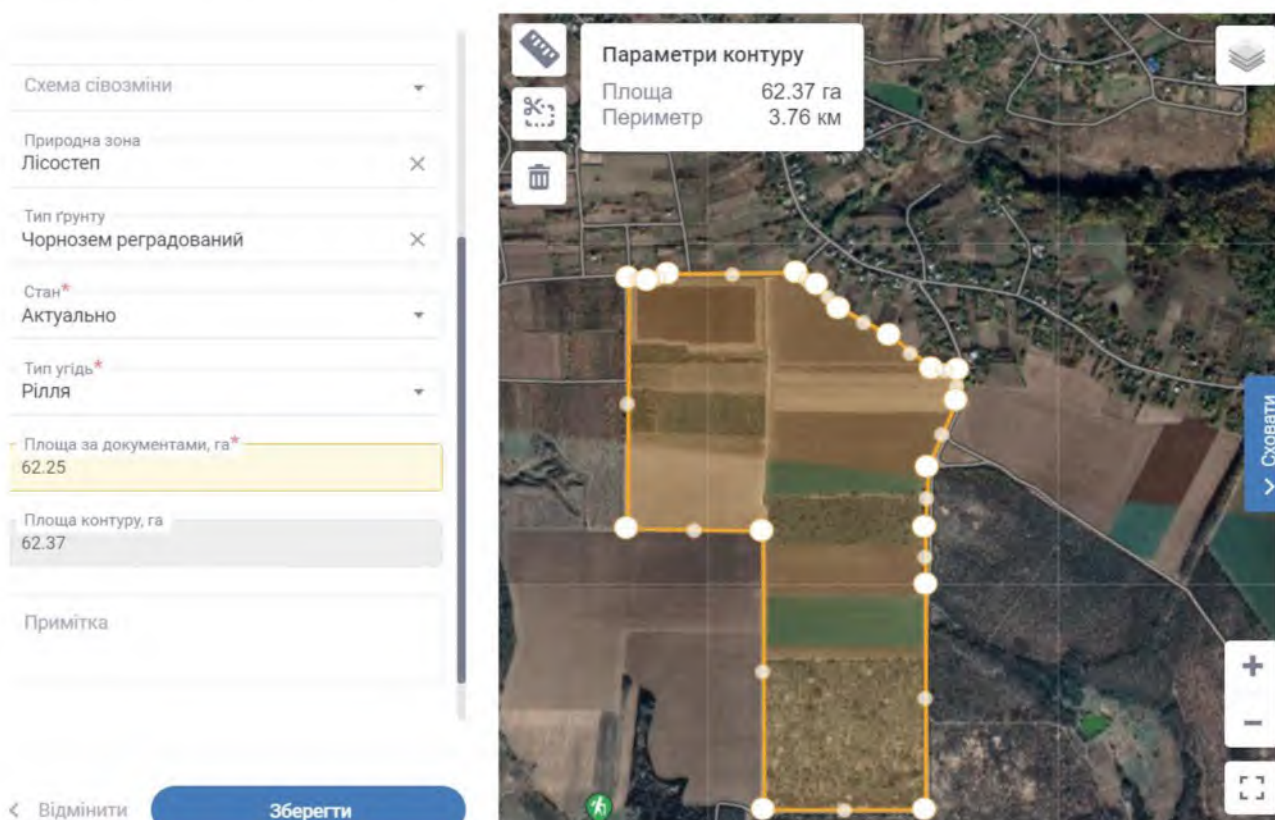 Схема сівозміни
Природна зона
Лісостеп
Тип ґрунту
Чорнозем реградований
Стан*
Актуально
Тип угідь*
Рілля
Площа за документами, га*
62.25
Площа контуру, га
62.37
Примітка
Відмінити
Зберегти
Параметри контуру
Площа 62.37 га
Периметр 3.76 км
Сховати